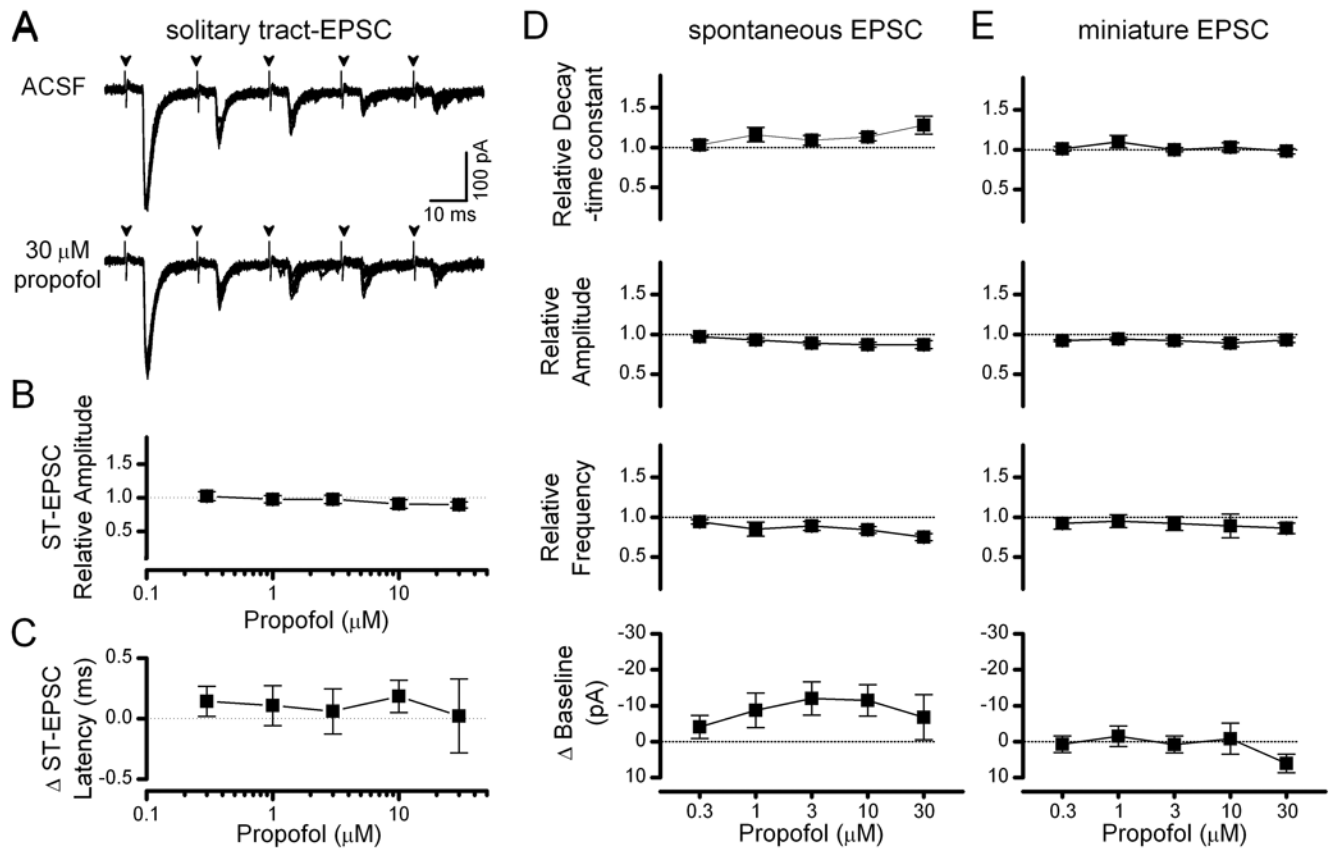 A
solitary tract-EPSC
ACSF
100 pA
10 ms
30 μM
propofol
B
ST-EPSC
Relative Amplitude
1.5
1.0
0.5
0.1
1
10
Propofol (μM)
C
Δ ST-EPSC
Latency (ms)
0.5
0.0
-0.5
0.1
1
10
Propofol (μM)
D
spontaneous EPSC
Relative Decay
-time constant
1.5
1.0
0.5
Relative
Amplitude
1.5
1.0
0.5
Relative
Frequency
1.5
1.0
0.5
Δ Baseline
(pA)
-30
-20
-10
0
10
0.3
1
3
10
30
Propofol (μM)
E
miniature EPSC
1.5
1.0
0.5
1.5
1.0
0.5
1.5
1.0
0.5
-30
-20
-10
0
10
0.3
1
3
10
30
Propofol (μM)